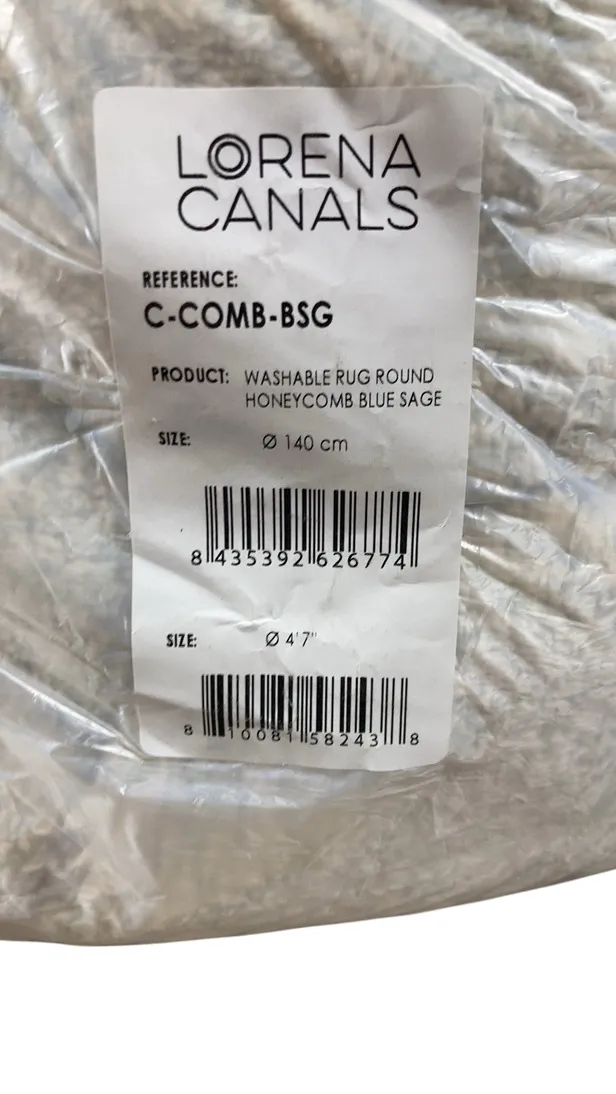 LORENA
CANALS
REFERENCE:
C-COMB-BSG
PRODUCT: WASHABLE RUG ROUND
HONEYCOMB BLUE SAGE
SIZE: Ø 140 cm
8 435392 626774
SIZE: Ø 4'7"
8 10081 58243 8